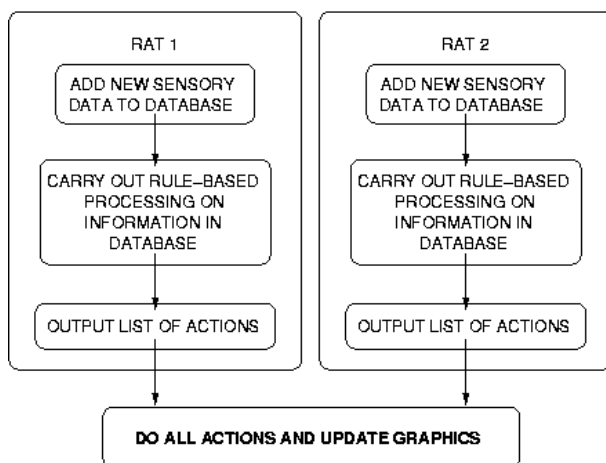 RAT 1
ADD NEW SENSORY
DATA TO DATABASE
CARRY OUT RULE–BASED
PROCESSING ON
INFORMATION IN
DATABASE
OUTPUT LIST OF ACTIONS
RAT 2
ADD NEW SENSORY
DATA TO DATABASE
CARRY OUT RULE–BASED
PROCESSING ON
INFORMATION IN
DATABASE
OUTPUT LIST OF ACTIONS
DO ALL ACTIONS AND UPDATE GRAPHICS